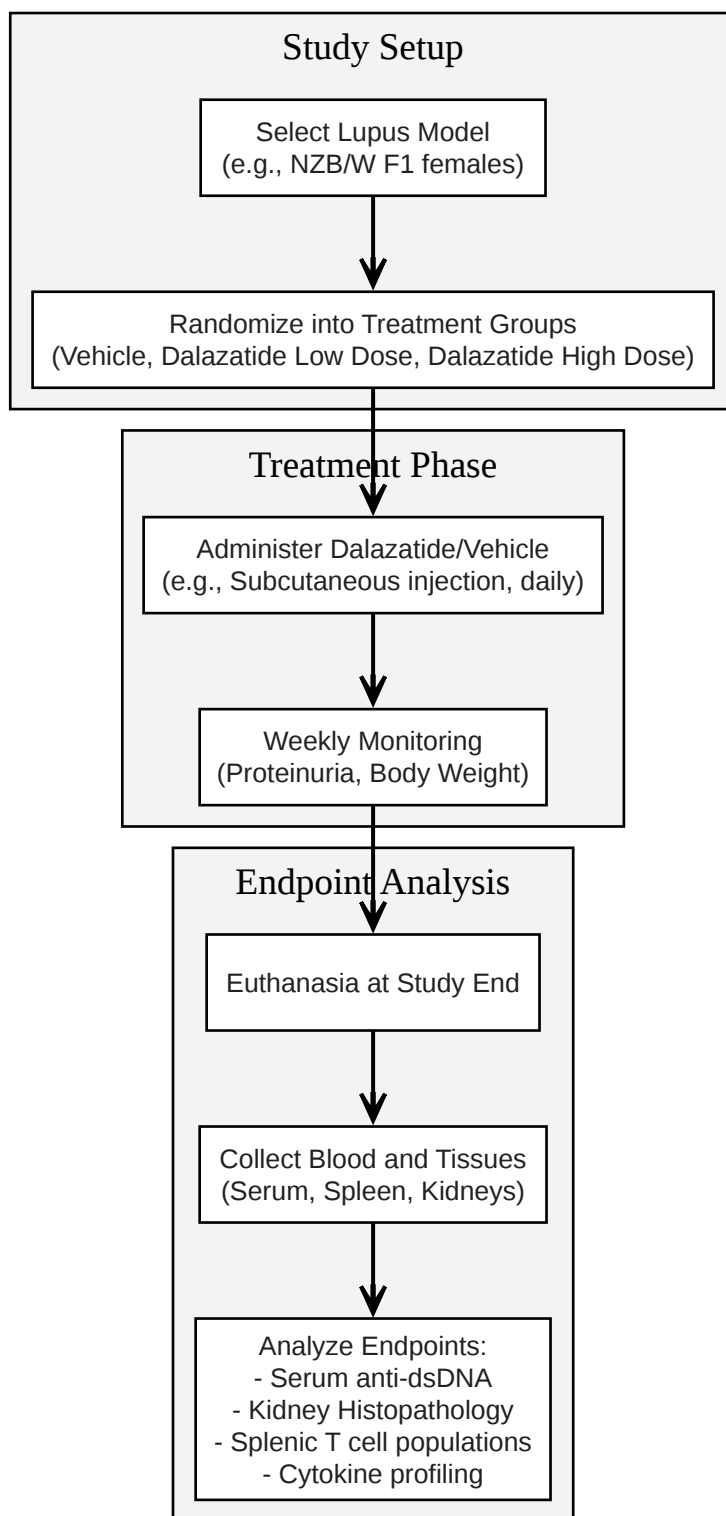 Study Setup
Select Lupus Model
(e.g., NZB/W F1 females)
Randomize into Treatment Groups
(Vehicle, Dalazatide Low Dose, Dalazatide High Dose)
Treatment Phase
Administer Dalazatide/Vehicle
(e.g., Subcutaneous injection, daily)
Weekly Monitoring
(Proteinuria, Body Weight)
Endpoint Analysis
Euthanasia at Study End
Collect Blood and Tissues
(Serum, Spleen, Kidneys)
Analyze Endpoints:
- Serum anti-dsDNA
- Kidney Histopathology
- Splenic T cell populations
- Cytokine profiling